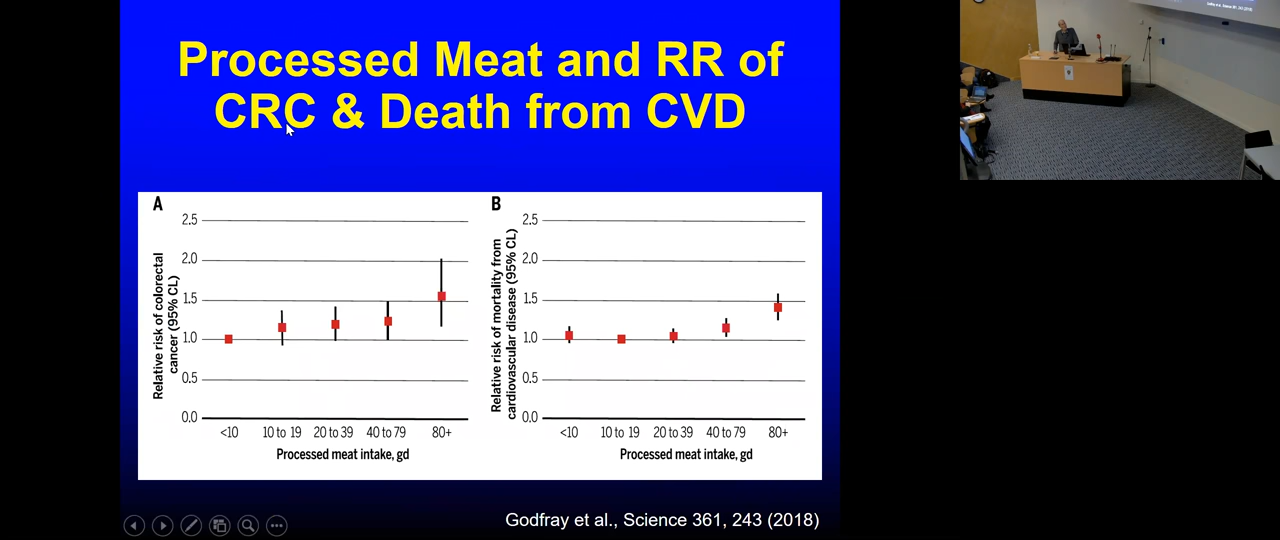 Processed Meat and RR of
CRC & Death from CVD
A
Relative risk of colorectal
cancer (95% CL)
2.5
2.0
1.5
1.0
0.5
0.0
<10 10 to 19 20 to 39 40 to 79 80+
Processed meat intake, gd
B
Relative risk of mortality from
cardiovascular disease (95% CL)
2.5
2.0
1.5
1.0
0.5
0.0
<10 10 to 19 20 to 39 40 to 79 80+
Processed meat intake, gd
Godfray et al., Science 361, 243 (2018)